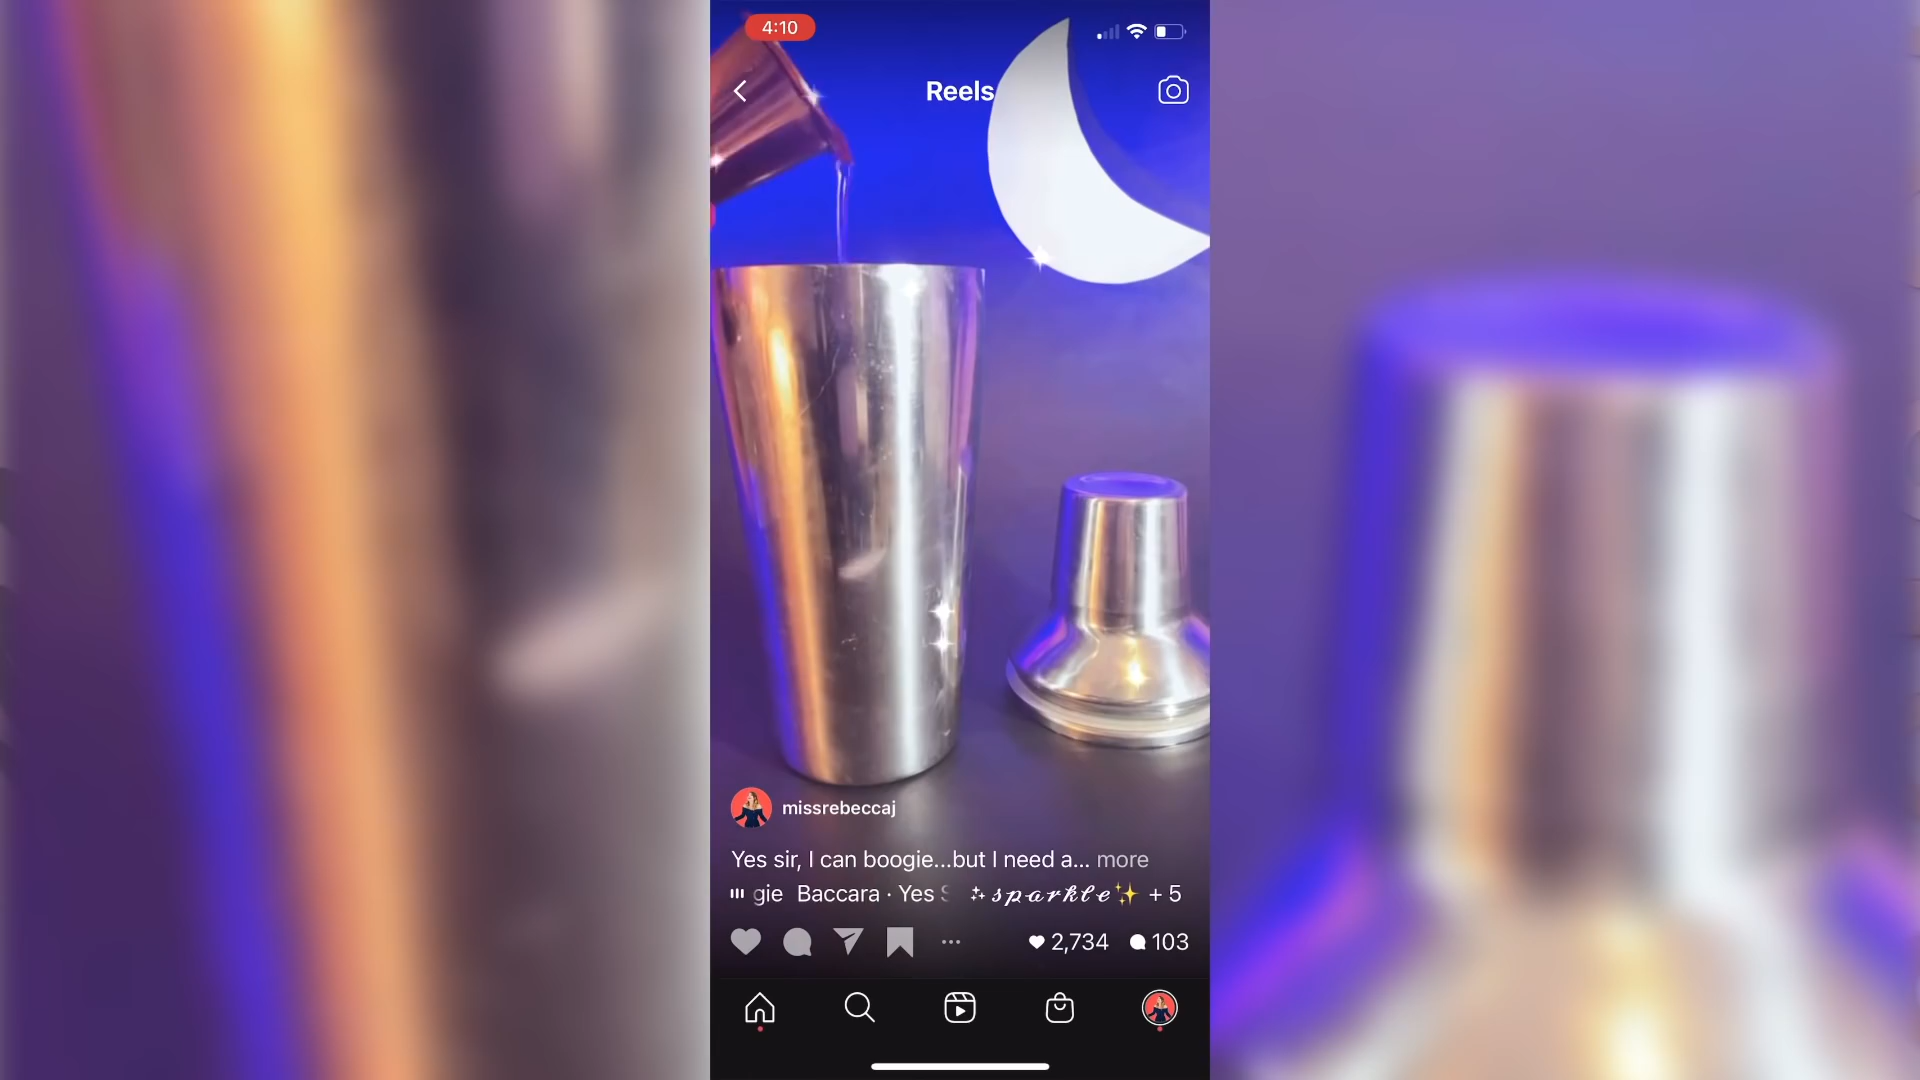 4:10
Reels
missrebeccaj
Yes sir, I can boogie...but I need a... more
gie Baccara · Yes S ✨𝓼𝓹𝓪𝓻𝓴𝓵𝓮✨ + 5
2,734 103